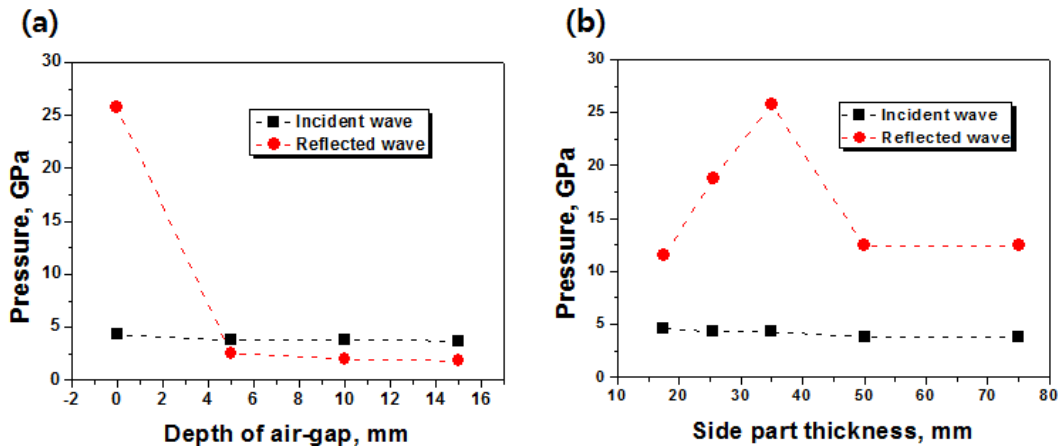 (a)
Pressure, GPa
30
25
20
15
10
5
0
-2 0 2 4 6 8 10 12 14 16
Depth of air-gap, mm
Incident wave
Reflected wave
(b)
Pressure, GPa
30
25
20
15
10
5
0
10 20 30 40 50 60 70 80
Side part thickness, mm
Incident wave
Reflected wave